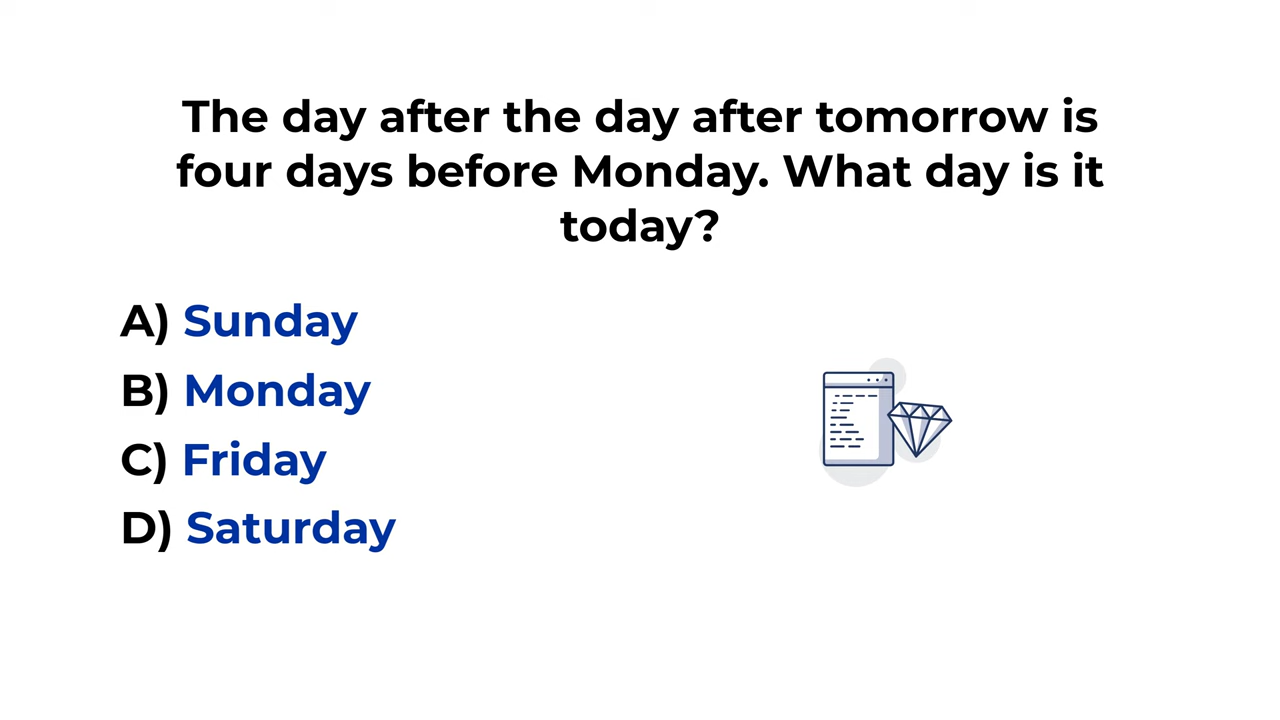 The day after the day after tomorrow is
four days before Monday. What day is it
today?
A) Sunday
B) Monday
C) Friday
D) Saturday